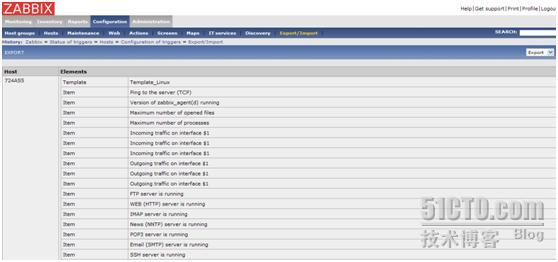 ZABBIX
Help | Get support | Print | Profile | Logout
Monitoring Inventory Reports Configuration Administration
Host groups Hosts Maintenance Web Actions Screens Maps IT services Discovery Export/Import SEARCH:
History: Zabbix » Status of triggers » Hosts » Configuration of triggers » Export/Import
EXPORT Export
Host Elements
724AS5 Template Template_Linux
Item Ping to the server (TCP)
Item Version of zabbix_agent(d) running
Item Maximum number of opened files
Item Maximum number of processes
Item Incoming traffic on interface $1
Item Incoming traffic on interface $1
Item Incoming traffic on interface $1
Item Outgoing traffic on interface $1
Item Outgoing traffic on interface $1
Item Outgoing traffic on interface $1
Item FTP server is running
Item WEB (HTTP) server is running
Item IMAP server is running
Item News (NNTP) server is running
Item POP3 server is running
Item Email (SMTP) server is running
Item SSH server is running
51CTO.com
技术博客 Blog